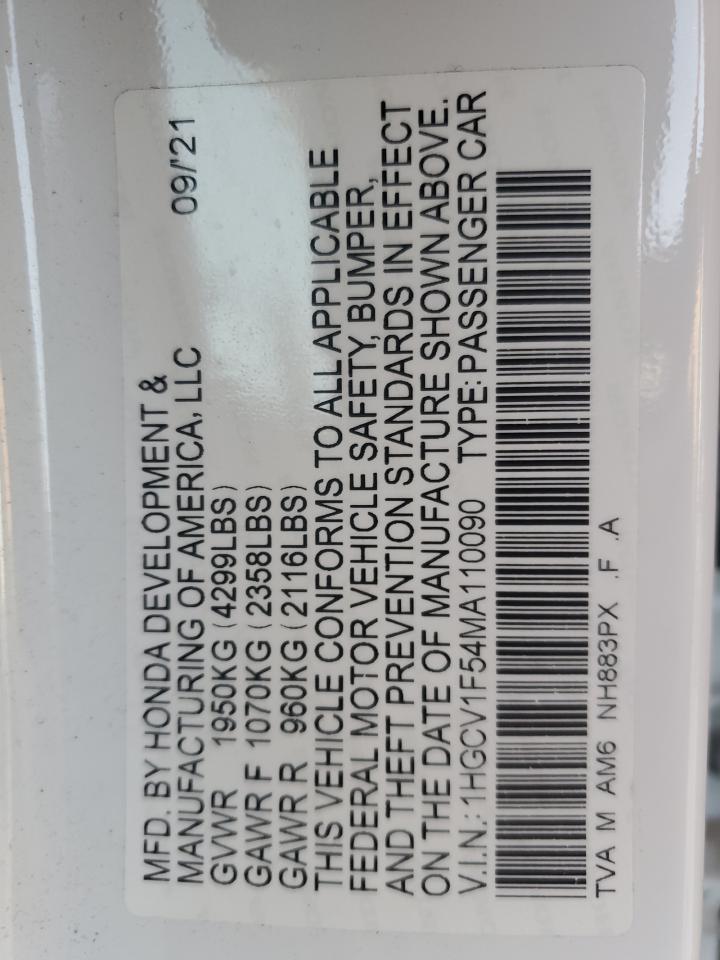 MFD. BY HONDA DEVELOPMENT &
MANUFACTURING OF AMERICA, LLC 09/'21
GVWR 1950KG (4299LBS)
GAWR F 1070KG (2358LBS)
GAWR R 960KG (2116LBS)
THIS VEHICLE CONFORMS TO ALL APPLICABLE
FEDERAL MOTOR VEHICLE SAFETY, BUMPER,
AND THEFT PREVENTION STANDARDS IN EFFECT
ON THE DATE OF MANUFACTURE SHOWN ABOVE.
V.I.N.: 1HGCV1F54MA110090 TYPE: PASSENGER CAR
TVA M AM6 NH883PX .F .A